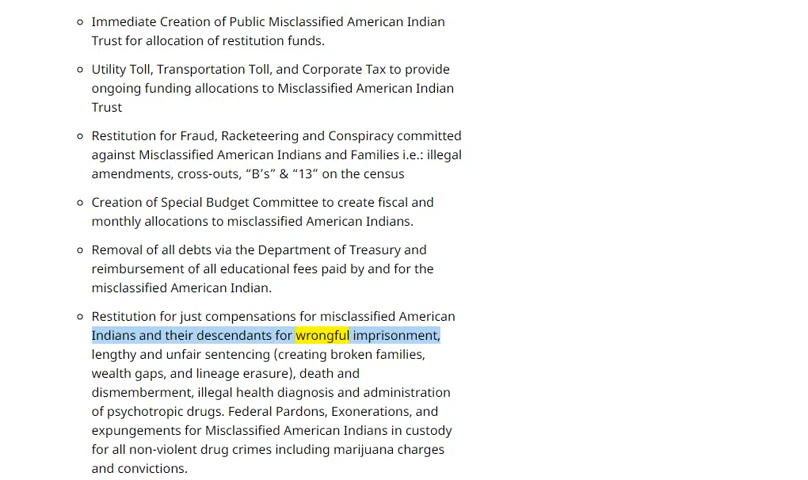 Immediate Creation of Public Misclassified American Indian
Trust for allocation of restitution funds.
Utility Toll, Transportation Toll, and Corporate Tax to provide
ongoing funding allocations to Misclassified American Indian
Trust
Restitution for Fraud, Racketeering and Conspiracy committed
against Misclassified American Indians and Families i.e.: illegal
amendments, cross-outs, “B’s” & “13” on the census
Creation of Special Budget Committee to create fiscal and
monthly allocations to misclassified American Indians.
Removal of all debts via the Department of Treasury and
reimbursement of all educational fees paid by and for the
misclassified American Indian.
Restitution for just compensations for misclassified American
Indians and their descendants for wrongful imprisonment,
lengthy and unfair sentencing (creating broken families,
wealth gaps, and lineage erasure), death and
dismemberment, illegal health diagnosis and administration
of psychotropic drugs. Federal Pardons, Exonerations, and
expungements for Misclassified American Indians in custody
for all non-violent drug crimes including marijuana charges
and convictions.